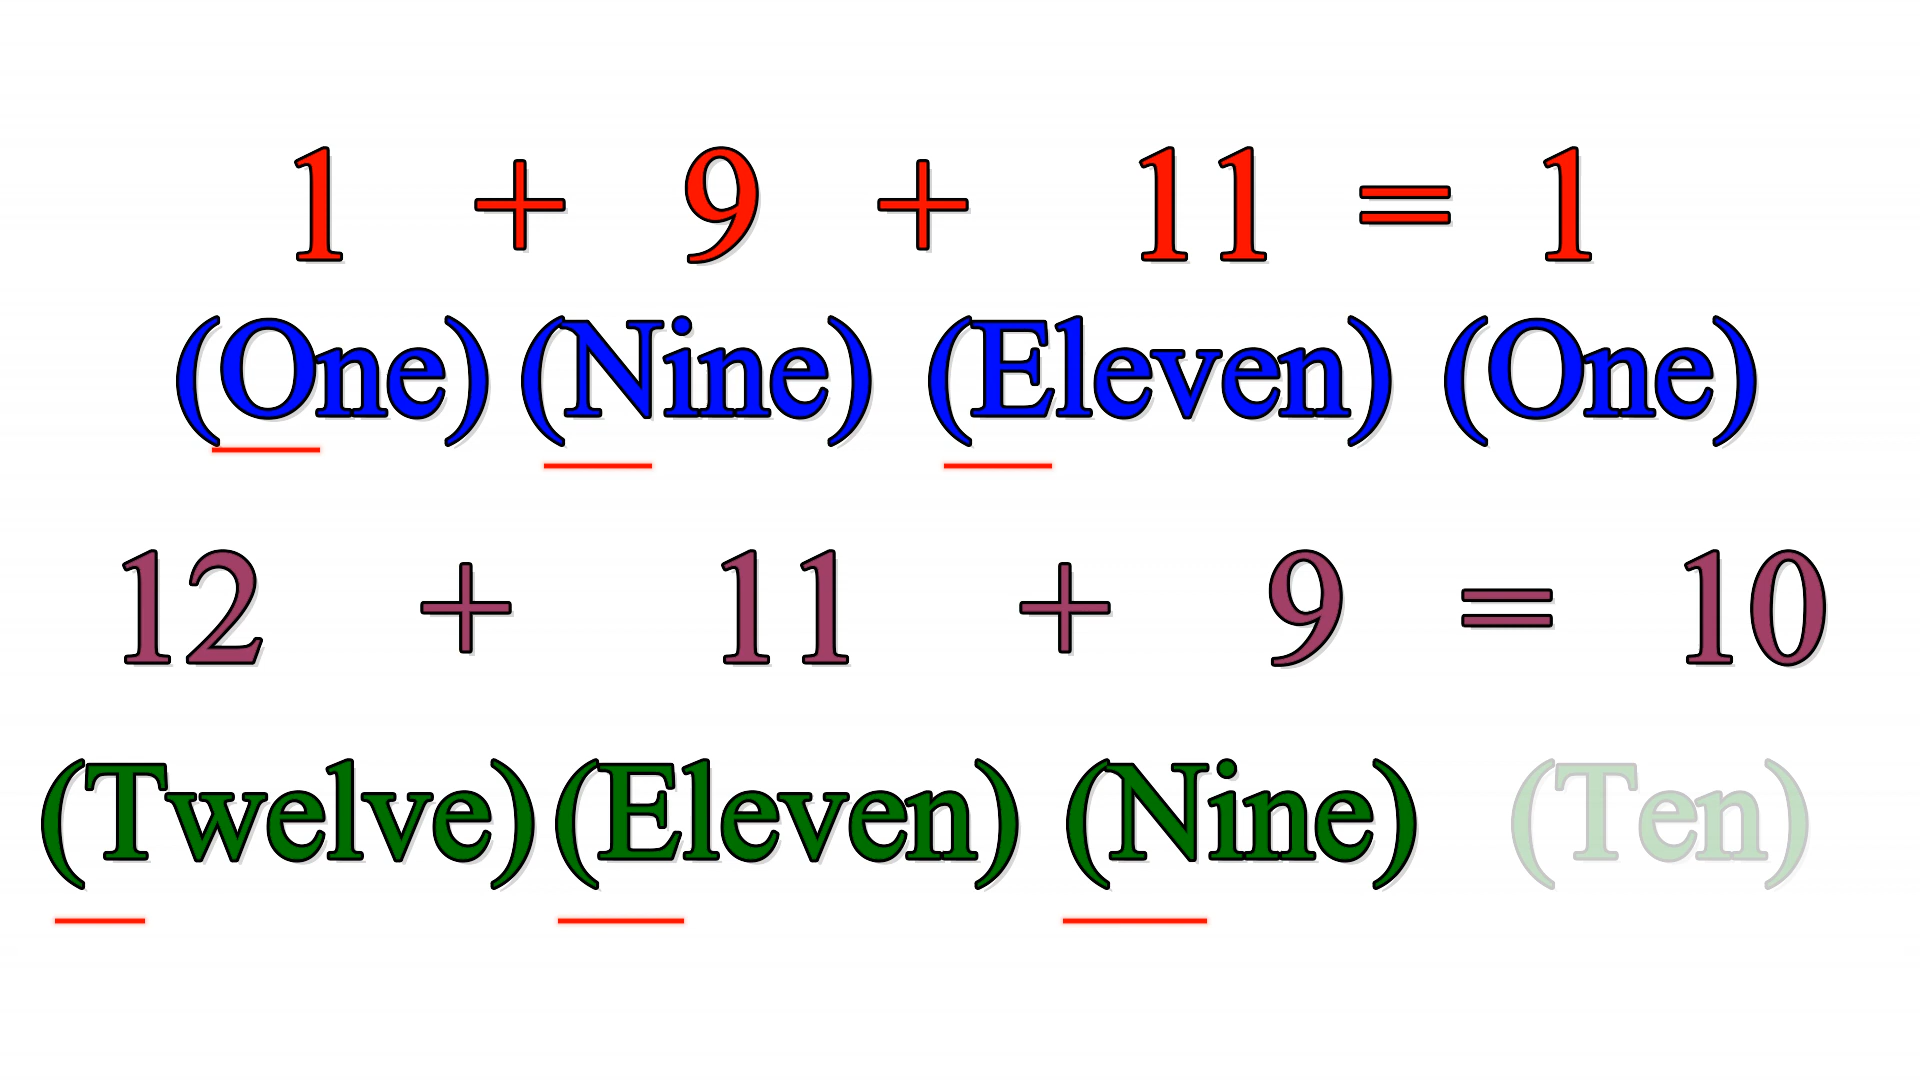 1 + 9 + 11 = 1
(One) (Nine) (Eleven) (One)
12 + 11 + 9 = 10
(Twelve) (Eleven) (Nine) (Ten)